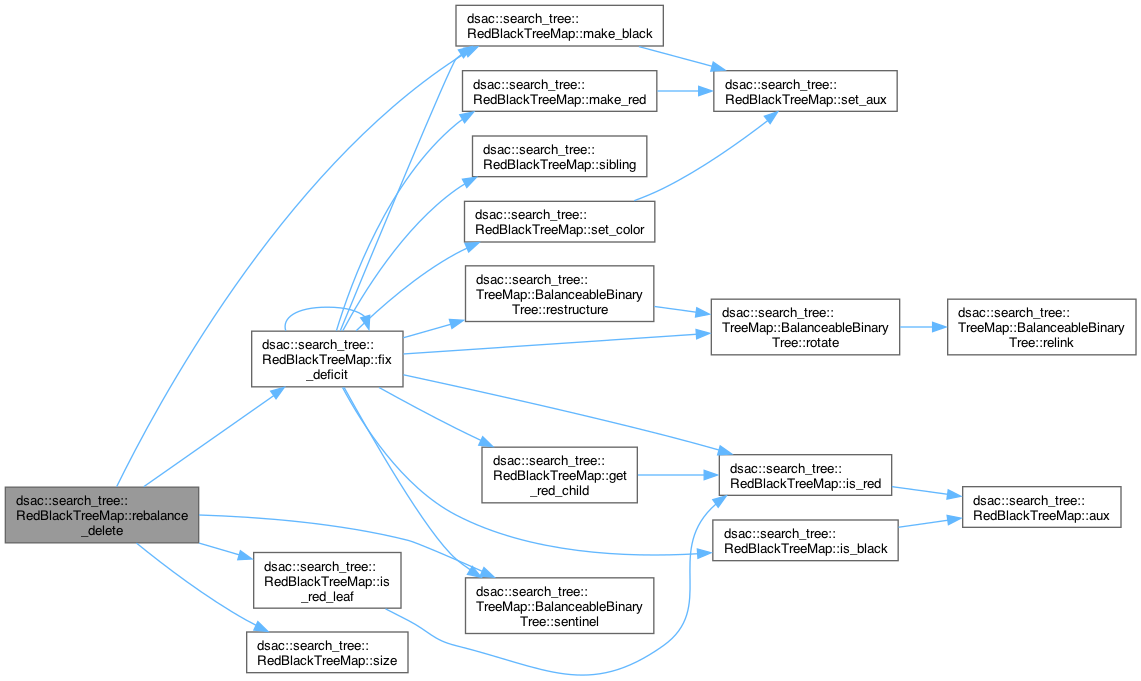 dsac::search_tree::
RedBlackTreeMap::make_black
dsac::search_tree::
RedBlackTreeMap::make_red
dsac::search_tree::
RedBlackTreeMap::set_aux
dsac::search_tree::
RedBlackTreeMap::sibling
dsac::search_tree::
RedBlackTreeMap::set_color
dsac::search_tree::
TreeMap::BalanceableBinary
Tree::restructure
dsac::search_tree::
TreeMap::BalanceableBinary
Tree::rotate
dsac::search_tree::
TreeMap::BalanceableBinary
Tree::relink
dsac::search_tree::
RedBlackTreeMap::fix
_deficit
dsac::search_tree::
RedBlackTreeMap::get
_red_child
dsac::search_tree::
RedBlackTreeMap::is_red
dsac::search_tree::
RedBlackTreeMap::aux
dsac::search_tree::
RedBlackTreeMap::rebalance
_delete
dsac::search_tree::
RedBlackTreeMap::is_black
dsac::search_tree::
RedBlackTreeMap::is
_red_leaf
dsac::search_tree::
TreeMap::BalanceableBinary
Tree::sentinel
dsac::search_tree::
RedBlackTreeMap::size